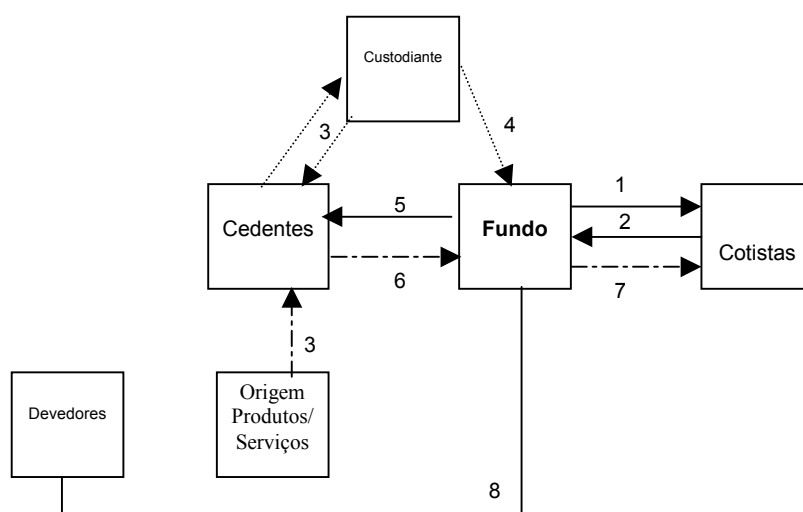 Custodiante
3
4
1
5
2
Cedentes
Fundo
Cotistas
6
7
3
Origem
Produtos/
Serviços
Devedores
8